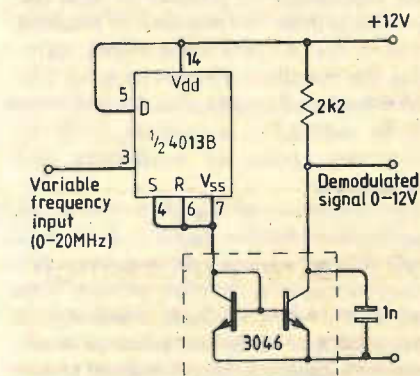 +12V
14
Vdd
5
D
2k2
½ 4013B
3
Variable
frequency
input
(0-20MHz)
S R Vss
4 6 7
Demodulated
signal 0-12V
3046
1n